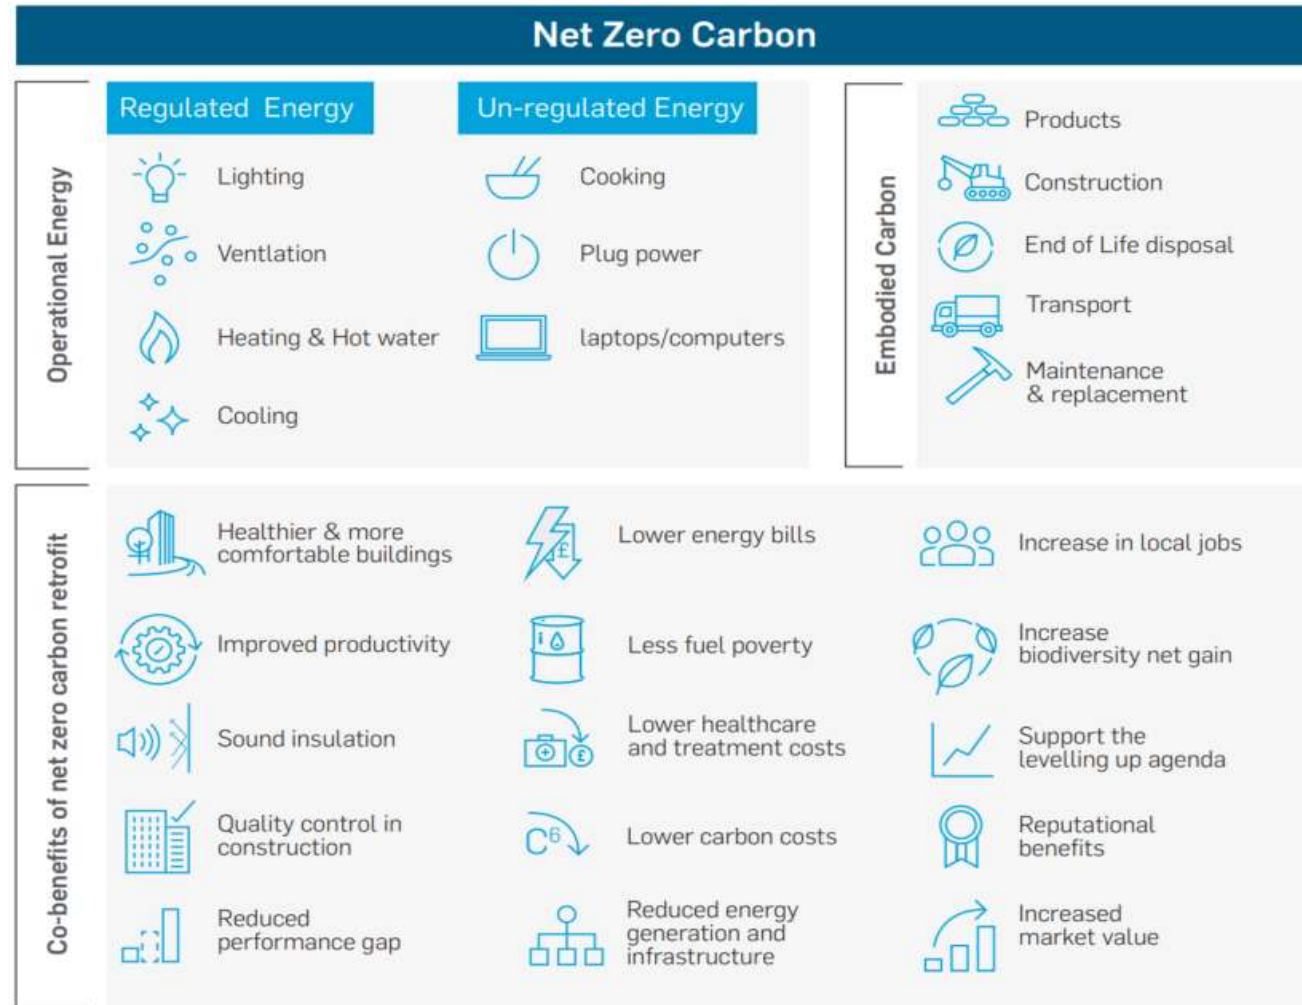 Net Zero Carbon
Operational Energy
Regulated Energy
Lighting
Ventlation
Heating & Hot water
Cooling
Un-regulated Energy
Cooking
Plug power
laptops/computers
Embodied Carbon
Products
Construction
End of Life disposal
Transport
Maintenance
& replacement
Co-benefits of net zero carbon retrofit
Healthier & more
comfortable buildings
Improved productivity
Sound insulation
Quality control in
construction
Reduced
performance gap
£
Lower energy bills
i
Less fuel poverty
£
Lower healthcare
and treatment costs
C⁶
Lower carbon costs
Reduced energy
generation and
infrastructure
Increase in local jobs
Increase
biodiversity net gain
Support the
levelling up agenda
Reputational
benefits
Increased
market value